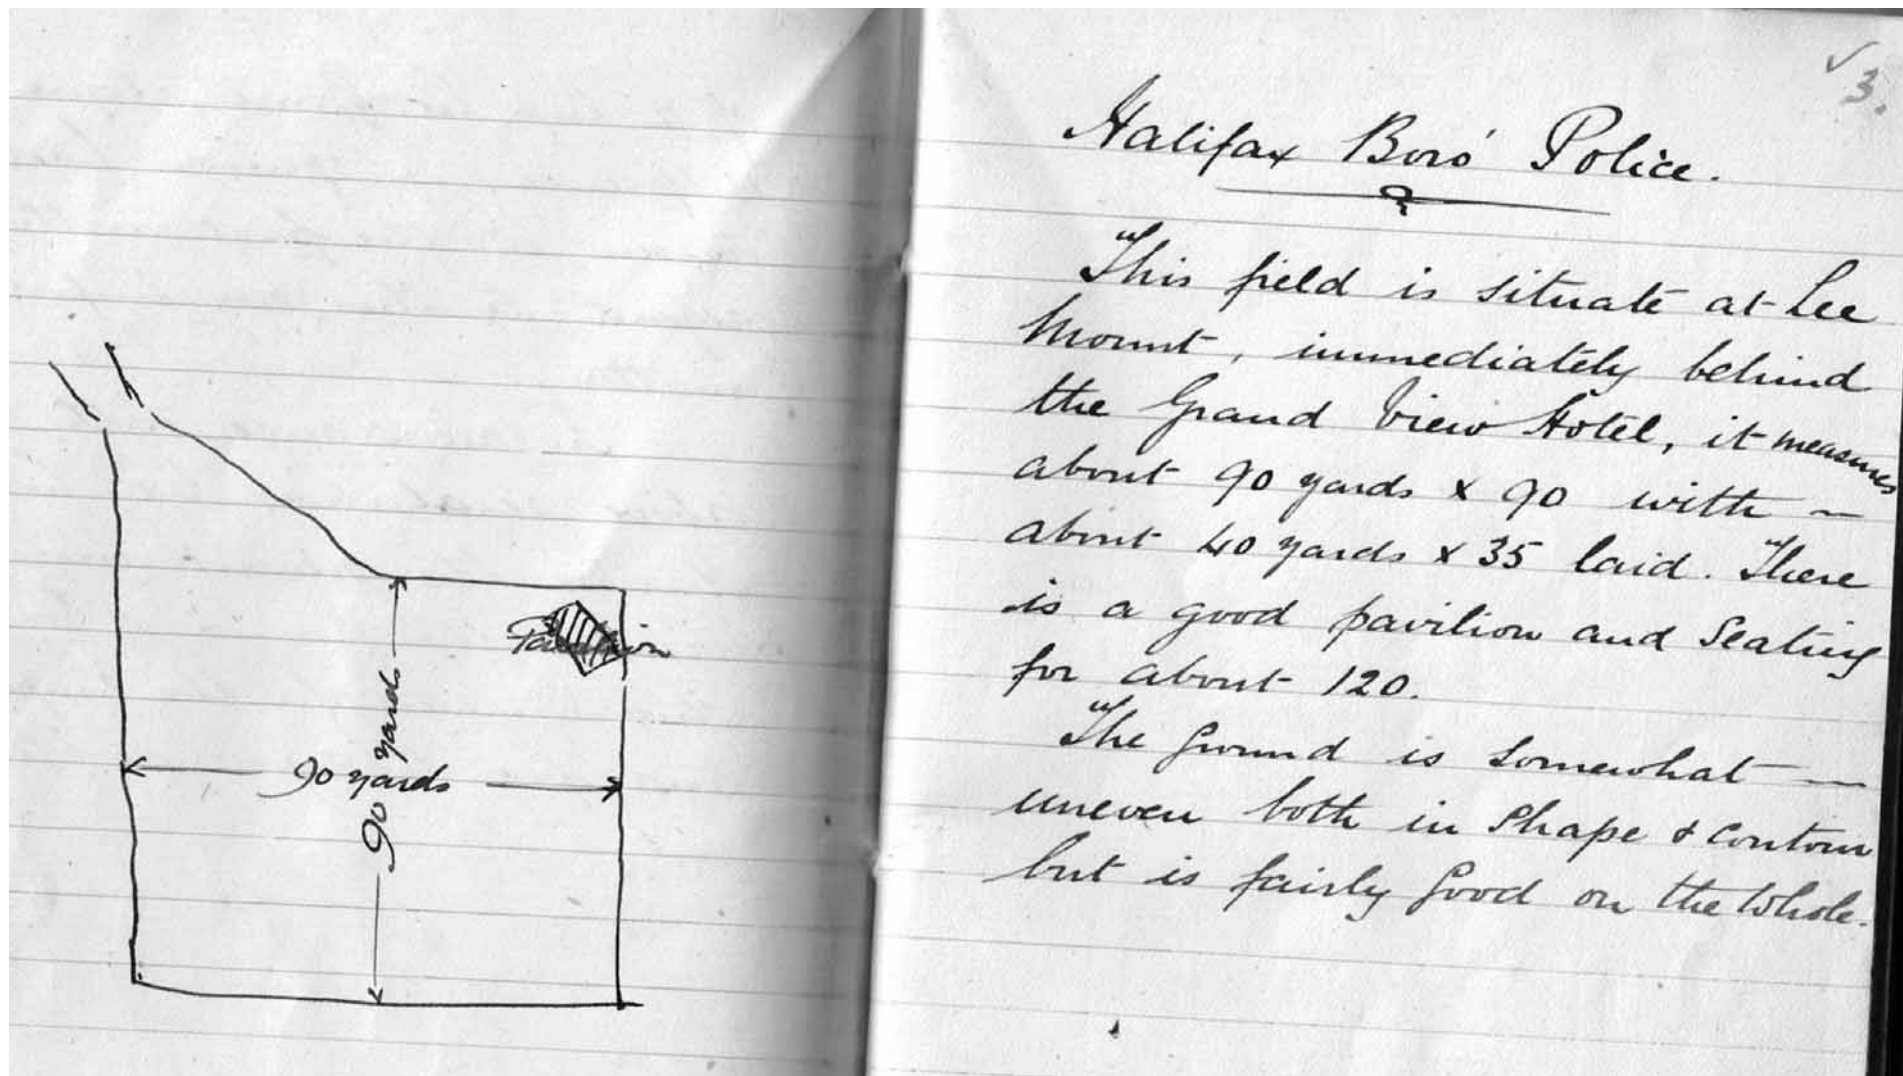 Pavilion
90 yards
90 yards
√ 3.
Halifax Boro' Police.
This field is situate at Lee
Mount, immediately behind
the Grand View Hotel, it measures
about 90 yards x 90 with —
about 40 yards x 35 laid. There
is a good pavilion and Seating
for about 120.
The ground is somewhat —
uneven both in Shape & contour
but is fairly good on the Whole.